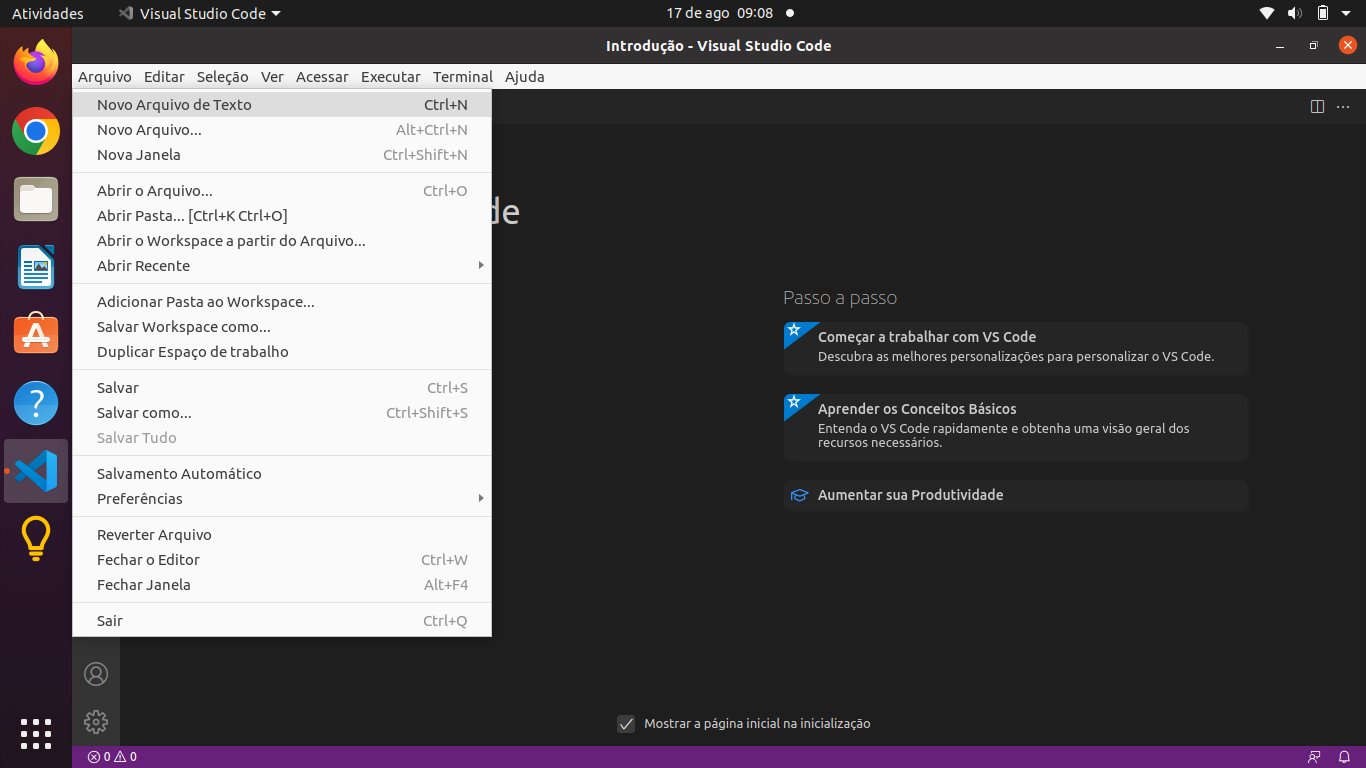 Atividades Visual Studio Code 17 de ago 09:08
Introdução - Visual Studio Code
Arquivo Editar Seleção Ver Acessar Executar Terminal Ajuda
Novo Arquivo de Texto Ctrl+N
Novo Arquivo... Alt+Ctrl+N
Nova Janela Ctrl+Shift+N
Abrir o Arquivo... Ctrl+O
Abrir Pasta... [Ctrl+K Ctrl+O]
Abrir o Workspace a partir do Arquivo...
Abrir Recente
Adicionar Pasta ao Workspace...
Salvar Workspace como...
Duplicar Espaço de trabalho
Salvar Ctrl+S
Salvar como... Ctrl+Shift+S
Salvar Tudo
Salvamento Automático
Preferências
Reverter Arquivo
Fechar o Editor Ctrl+W
Fechar Janela Alt+F4
Sair Ctrl+Q
de
Passo a passo
Começar a trabalhar com VS Code
Descubra as melhores personalizações para personalizar o VS Code.
Aprender os Conceitos Básicos
Entenda o VS Code rapidamente e obtenha uma visão geral dos
recursos necessários.
Aumentar sua Produtividade
Mostrar a página inicial na inicialização
0 0